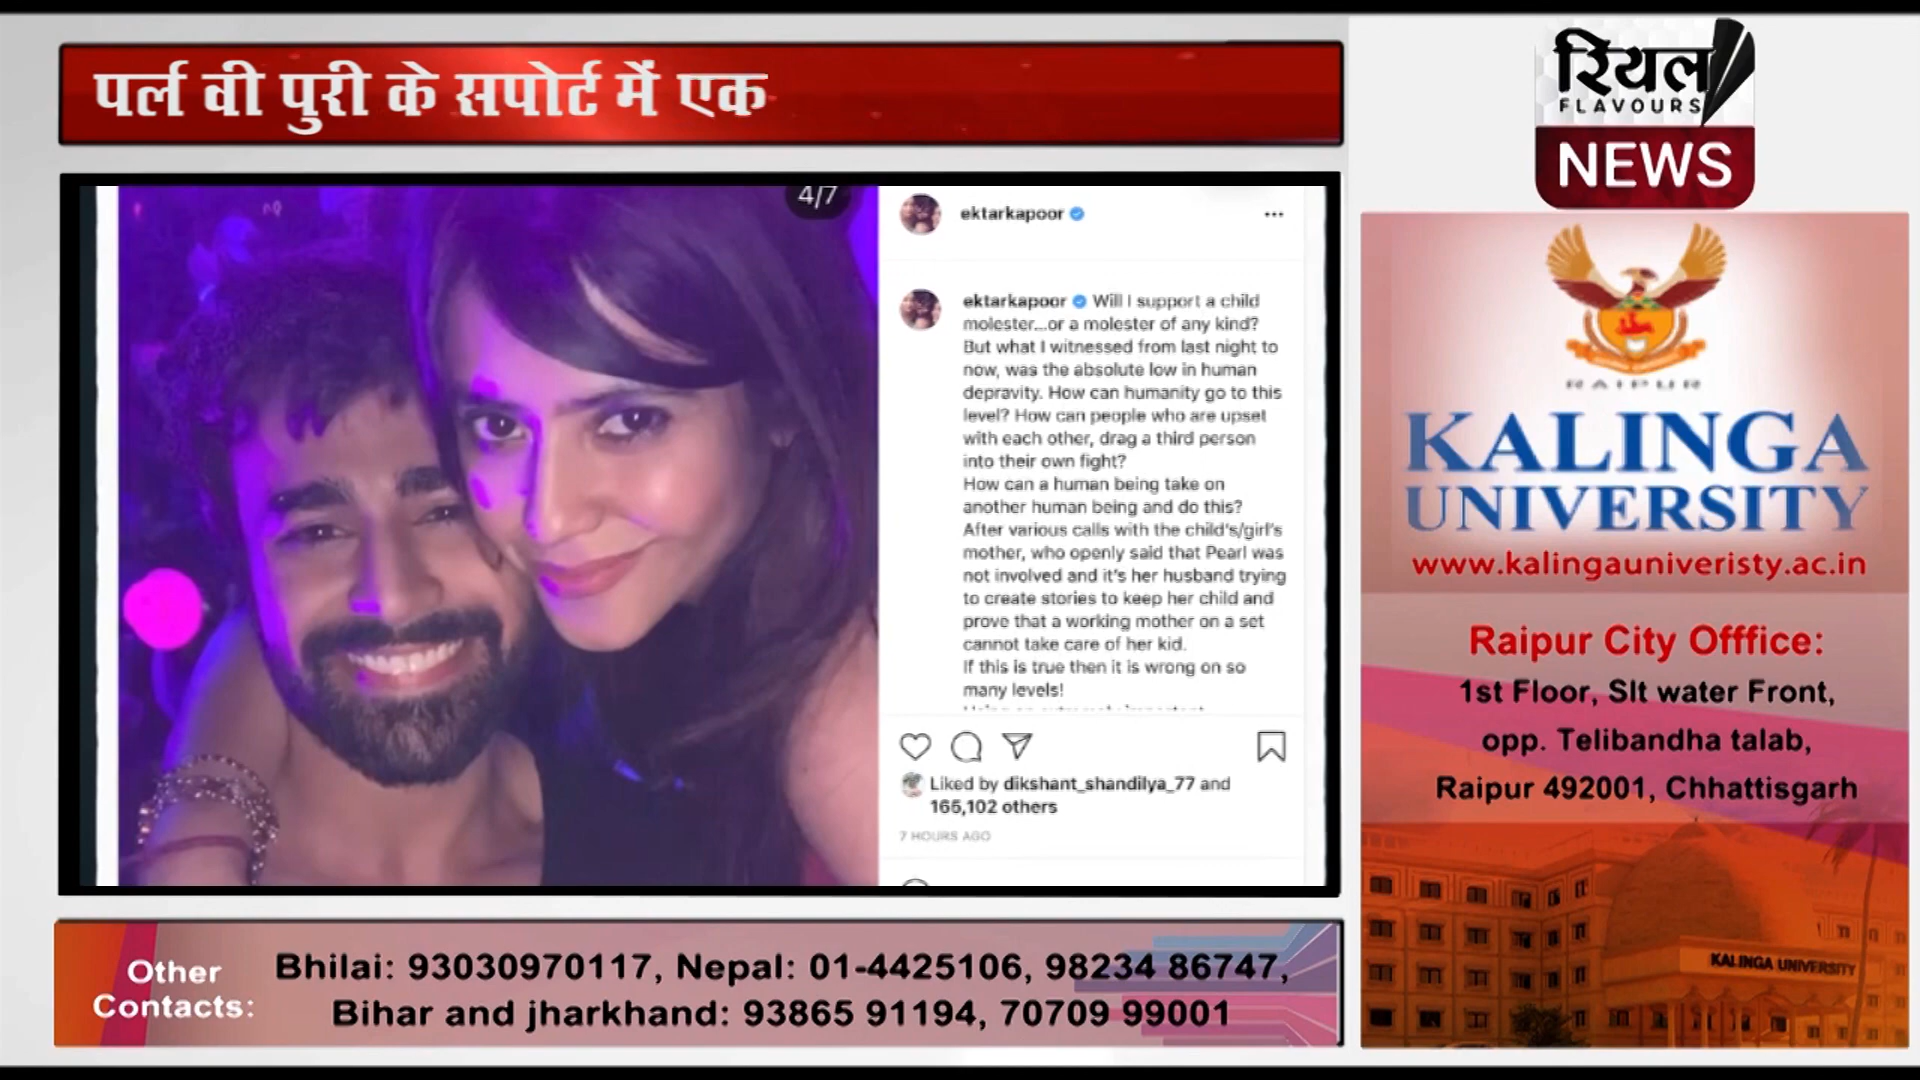 पर्ल वी पुरी के सपोर्ट में एक
रियल
FLAVOURS
NEWS
4/7
ektarkapoor
ektarkapoor Will I support a child
molester...or a molester of any kind?
But what I witnessed from last night to
now, was the absolute low in human
depravity. How can humanity go to this
level? How can people who are upset
with each other, drag a third person
into their own fight?
How can a human being take on
another human being and do this?
After various calls with the child's/girl's
mother, who openly said that Pearl was
not involved and it's her husband trying
to create stories to keep her child and
prove that a working mother on a set
cannot take care of her kid.
If this is true then it is wrong on so
many levels!
Liked by dikshant_shandilya_77 and
165,102 others
7 HOURS AGO
RAIPUR
KALINGA
UNIVERSITY
www.kalingauniveristy.ac.in
Raipur City Offfice:
1st Floor, Slt water Front,
opp. Telibandha talab,
Raipur 492001, Chhattisgarh
KALINGA UNIVERSITY
Other
Contacts:
Bhilai: 93030970117, Nepal: 01-4425106, 98234 86747,
Bihar and jharkhand: 93865 91194, 70709 99001